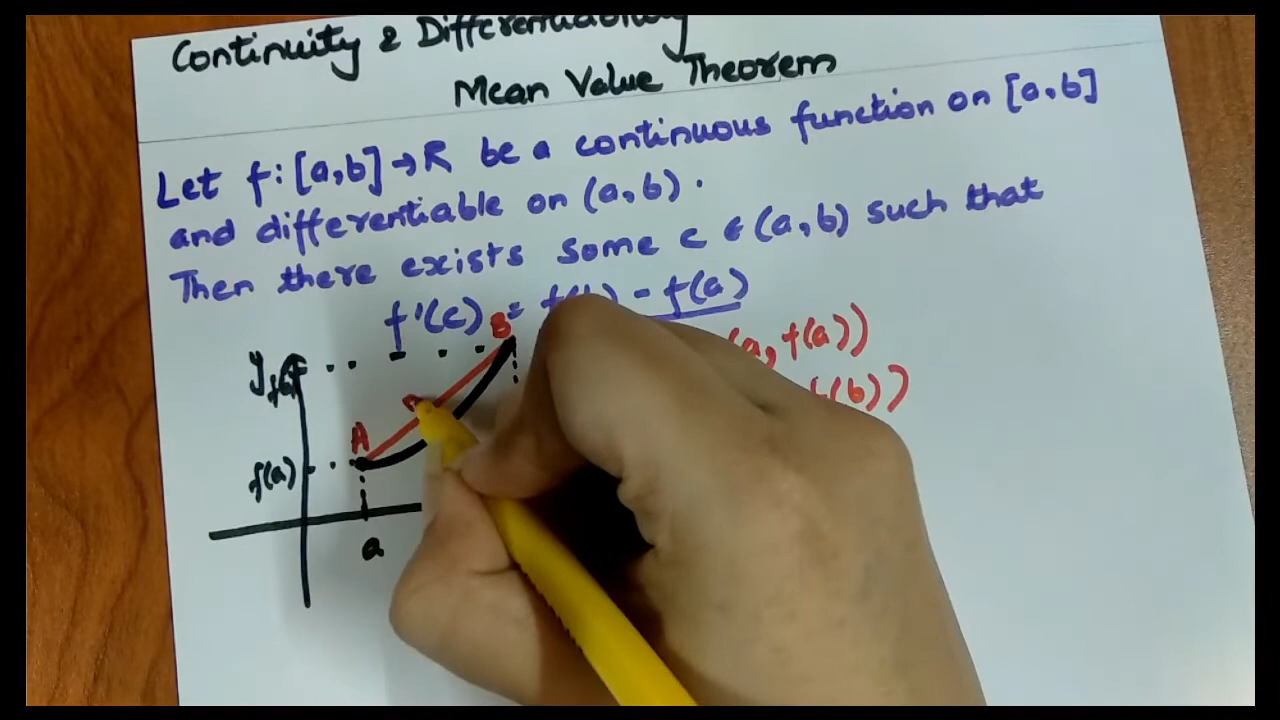 Continuity & Differentiability
Mean Value Theorem
Let f:[a,b]→R be a continuous function on [a,b]
and differentiable on (a,b).
Then there exists some c ∈ (a,b) such that
f'(c) = f(b) - f(a)
B
y
(a, f(a))
f(b))
A
f(a)
a